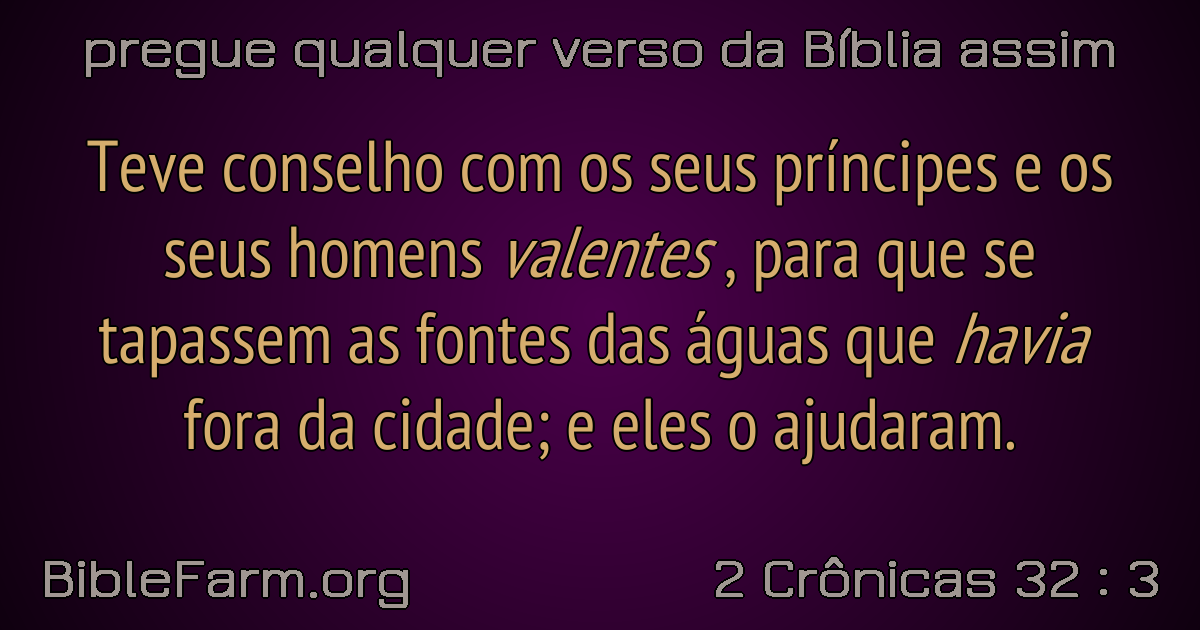 pregue qualquer verso da Bíblia assim
Teve conselho com os seus príncipes e os
seus homens valentes , para que se
tapassem as fontes das águas que havia
fora da cidade; e eles o ajudaram.
BibleFarm.org
2 Crônicas 32 : 3